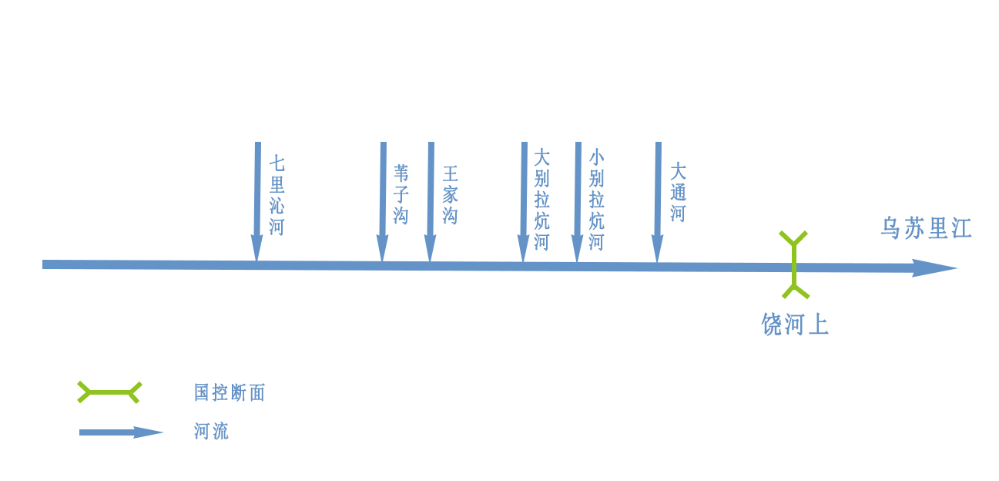 七里沁河
苇子沟
王家沟
大别拉炕河
小别拉炕河
大通河
乌苏里江
饶河上
国控断面
河流